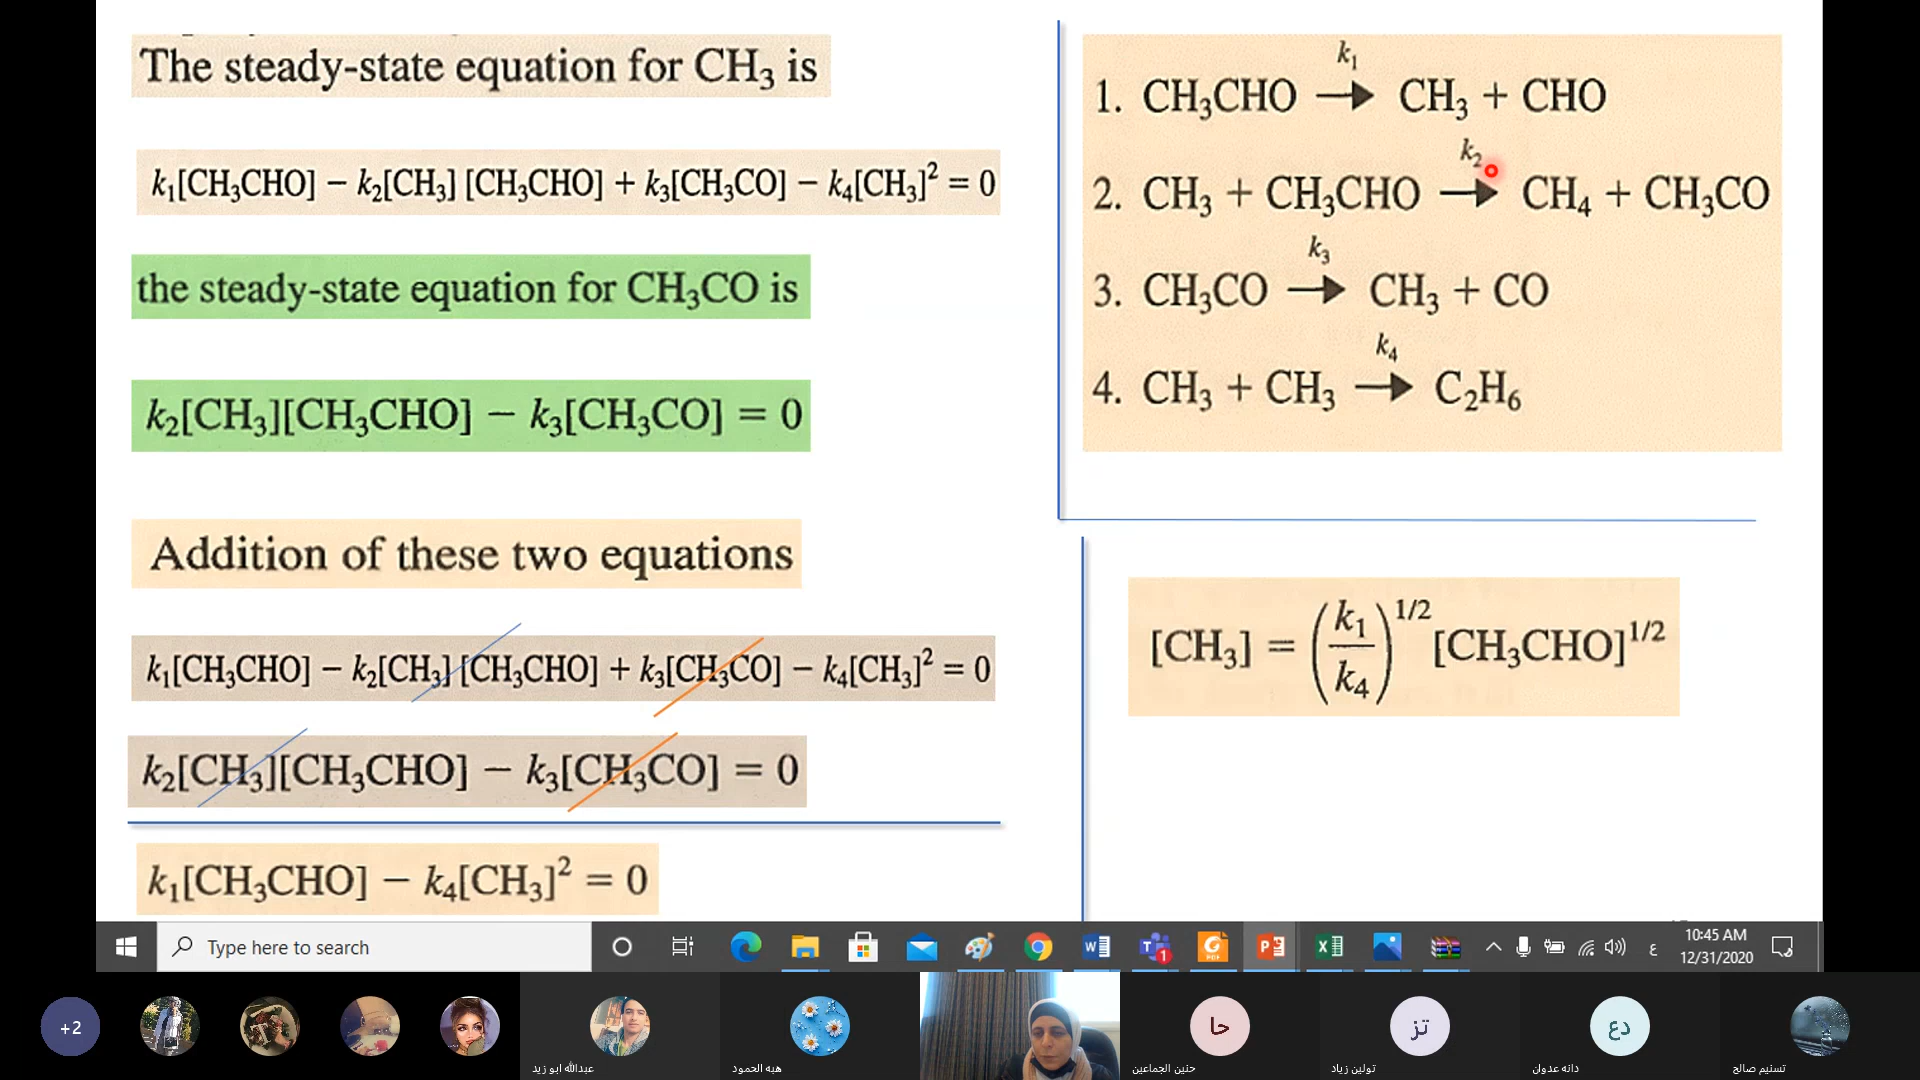 The steady-state equation for CH₃ is
k₁[CH₃CHO] − k₂[CH₃] [CH₃CHO] + k₃[CH₃CO] − k₄[CH₃]² = 0
the steady-state equation for CH₃CO is
k₂[CH₃][CH₃CHO] − k₃[CH₃CO] = 0
Addition of these two equations
k₁[CH₃CHO] − k₂[CH₃] [CH₃CHO] + k₃[CH₃CO] − k₄[CH₃]² = 0
k₂[CH₃][CH₃CHO] − k₃[CH₃CO] = 0
k₁[CH₃CHO] − k₄[CH₃]² = 0
k₁
1. CH₃CHO → CH₃ + CHO
k₂
2. CH₃ + CH₃CHO → CH₄ + CH₃CO
k₃
3. CH₃CO → CH₃ + CO
k₄
4. CH₃ + CH₃ → C₂H₆
[CH₃] = (k₁/k₄)^1/2 [CH₃CHO]^1/2
Type here to search
1
PDF
ع
10:45 AM
12/31/2020
+2
حا
تز
دع
عبدالله ابو زيد
هبه الحمود
حنين الجماعين
تولين زياد
دانه عدوان
تسنيم صالح